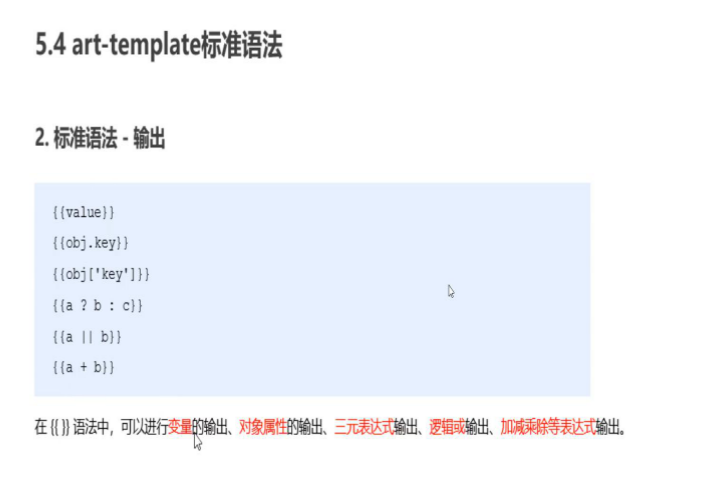 5.4 art-template标准语法
2. 标准语法 - 输出
{{value}}
{{obj.key}}
{{obj['key']}}
{{a ? b : c}}
{{a || b}}
{{a + b}}
在 {{ }} 语法中，可以进行变量的输出、对象属性的输出、三元表达式输出、逻辑或输出、加减乘除等表达式输出。